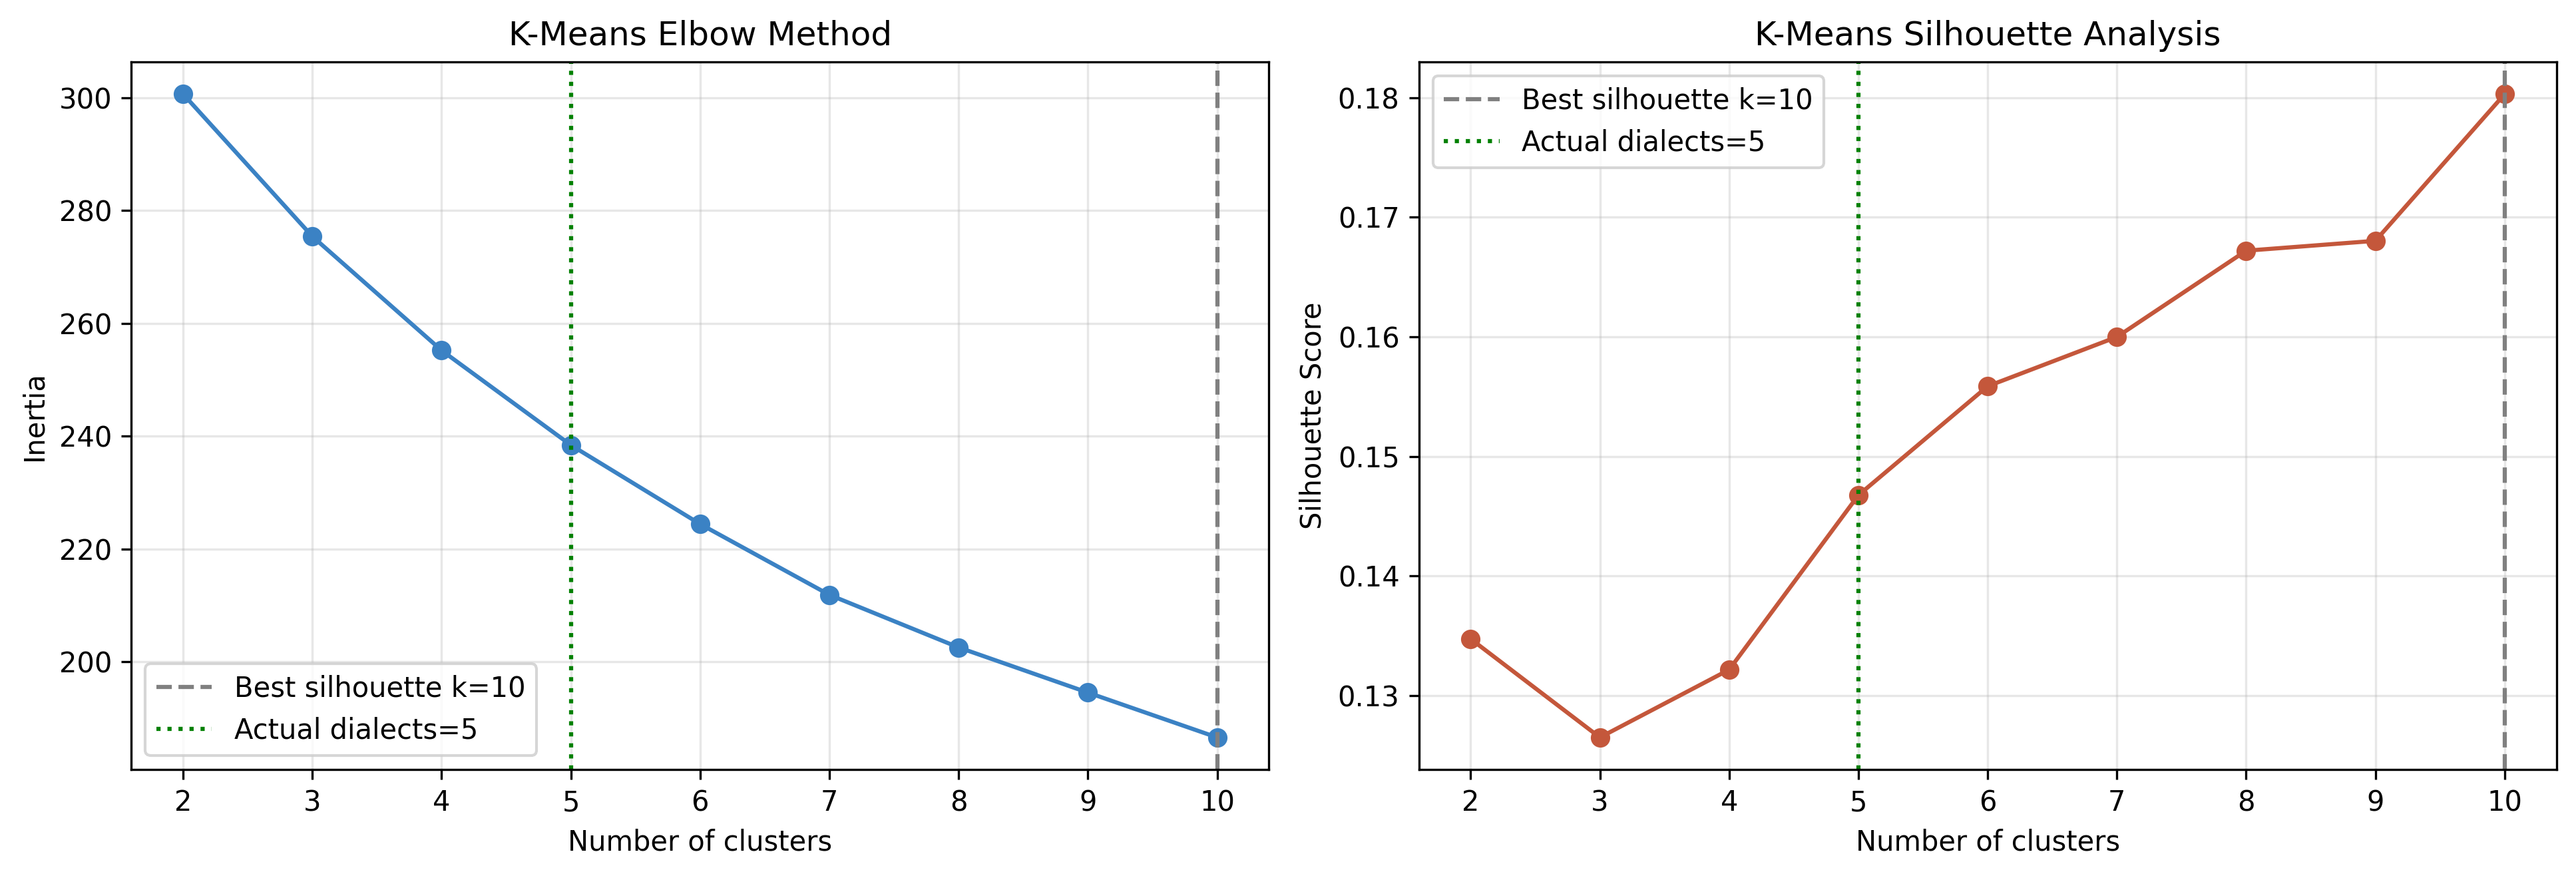 K-Means Elbow Method
300
280
260
240
220
200
Inertia
Best silhouette k=10
Actual dialects=5
2 3 4 5 6 7 8 9 10
Number of clusters
K-Means Silhouette Analysis
Best silhouette k=10
Actual dialects=5
0.18
0.17
0.16
0.15
0.14
0.13
Silhouette Score
2 3 4 5 6 7 8 9 10
Number of clusters